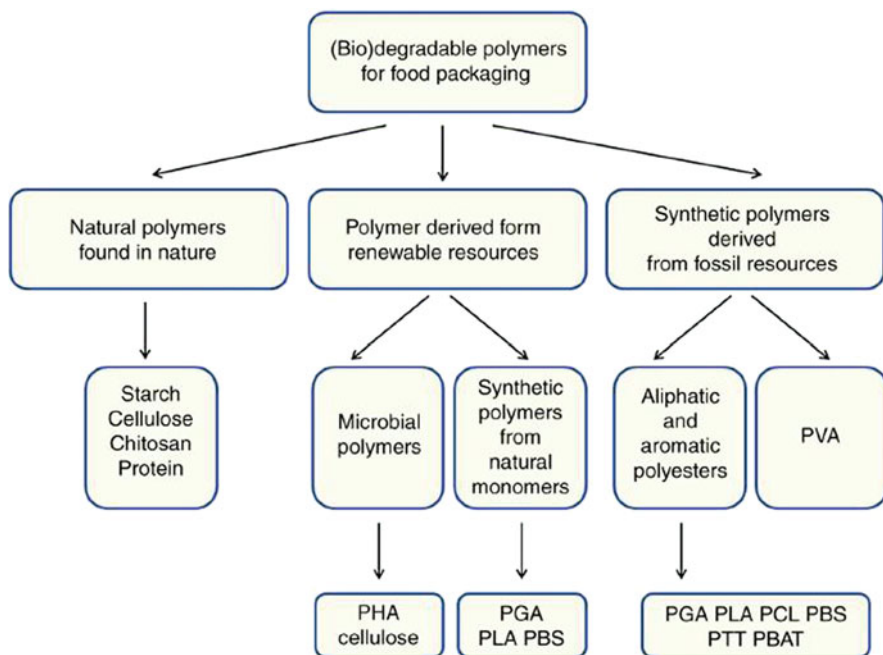 (Bio)degradable polymers
for food packaging
Natural polymers
found in nature
Polymer derived form
renewable resources
Synthetic polymers
derived
from fossil resources
Starch
Cellulose
Chitosan
Protein
Microbial
polymers
Synthetic
polymers
from
natural
monomers
Aliphatic
and
aromatic
polyesters
PVA
PHA
cellulose
PGA
PLA PBS
PGA PLA PCL PBS
PTT PBAT